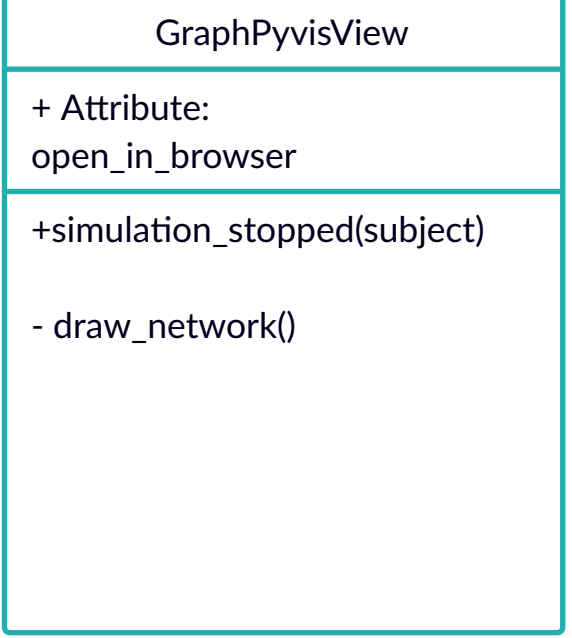 GraphPyvisView
+ Attribute:
open_in_browser
+simulation_stopped(subject)
- draw_network()